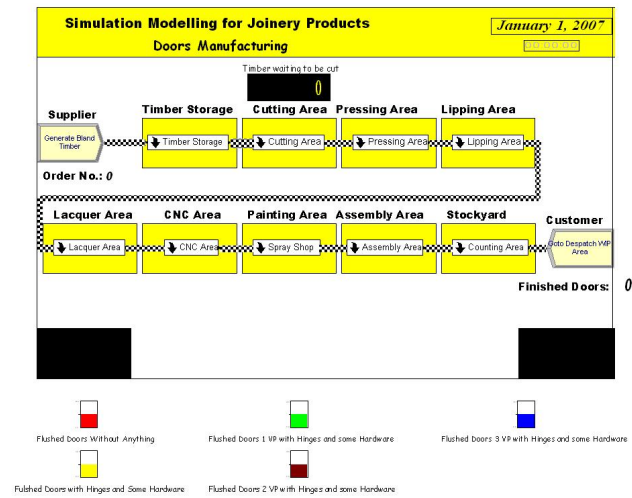 Simulation Modelling for Joinery Products
January 1, 2007
Doors Manufacturing
00:00:00
Timber waiting to be cut
0
Supplier
Timber Storage
Cutting Area
Pressing Area
Lipping Area
Generate Bland
Timber
Timber Storage
Cutting Area
Pressing Area
Lipping Area
Order No.: 0
Lacquer Area
CNC Area
Painting Area
Assembly Area
Stockyard
Customer
Lacquer Area
CNC Area
Spray Shop
Assembly Area
Counting Area
Goto Despatch WIP
Area
Finished Doors: 0
Flushed Doors Without Anything
Flushed Doors 1 VP with Hinges and some Hardware
Flushed Doors 3 VP with Hinges and some Hardware
Fulshed Doors with Hinges and Some Hardware
Flushed Doors 2 VP with Hinges and some Hardware